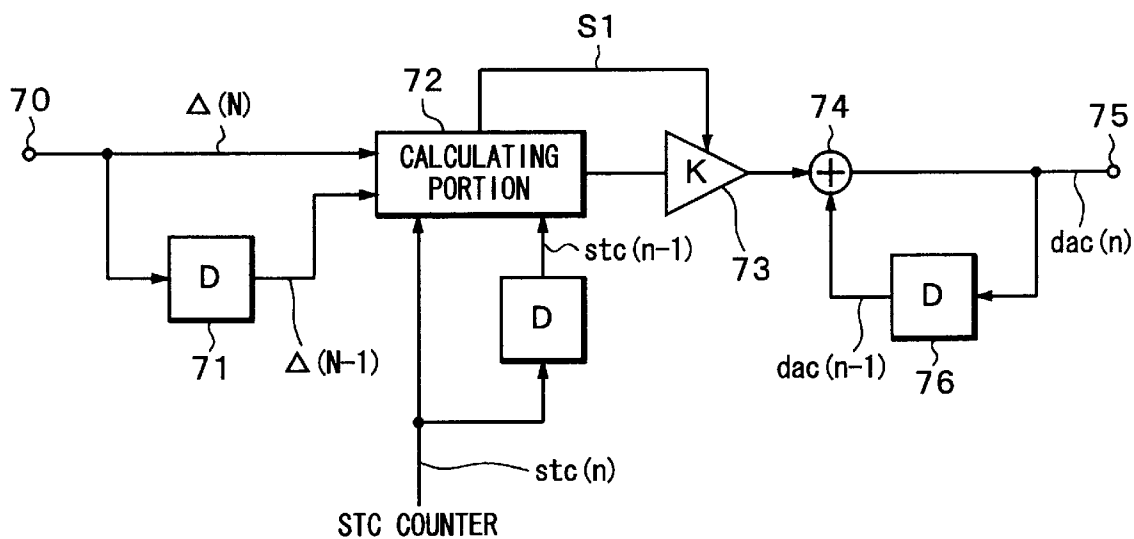 S1
72
74
75
70
△(N)
CALCULATING
PORTION
K
stc(n-1)
73
dac(n)
D
D
D
71
△(N-1)
dac(n-1)
76
stc(n)
STC COUNTER